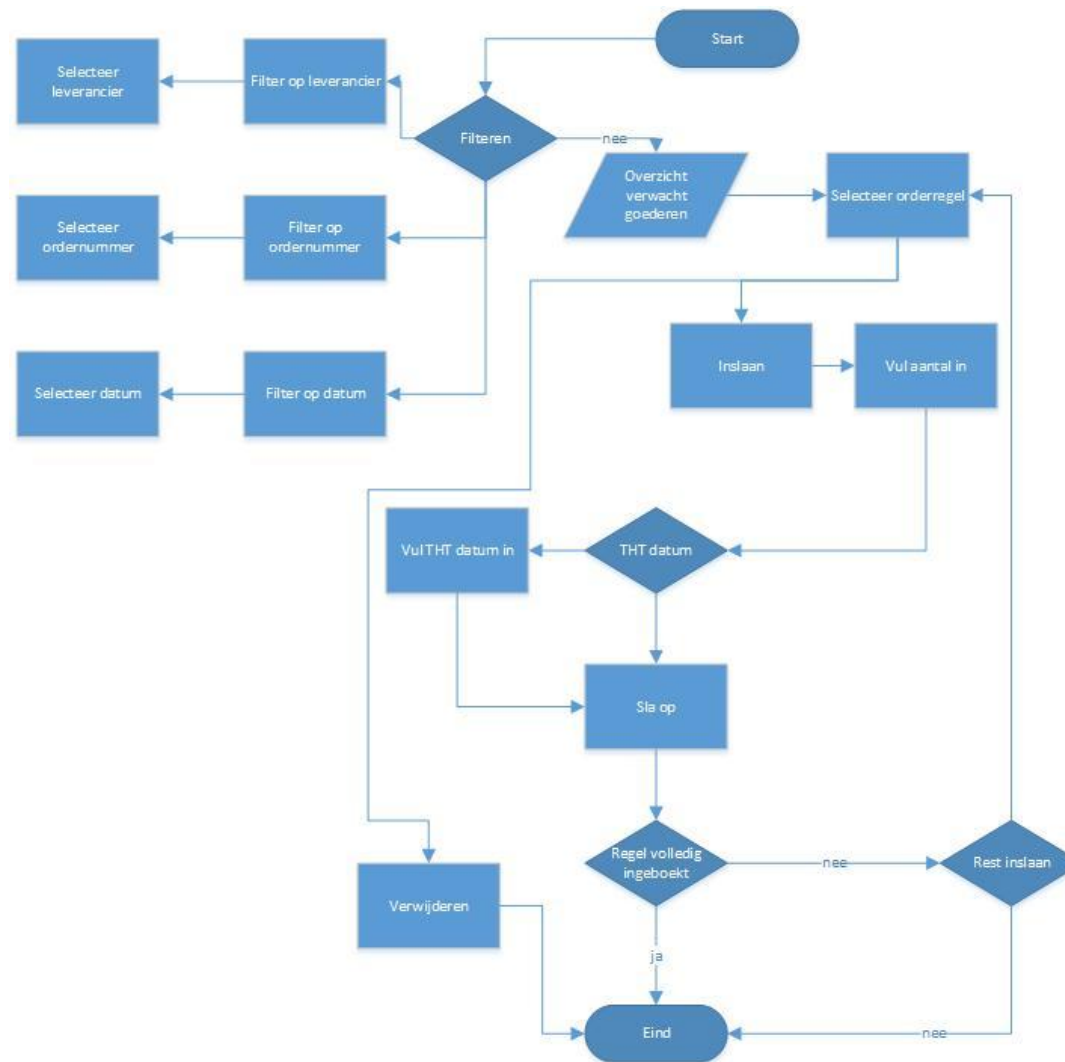 Start
Selecteer
leverancier
Filter op leverancier
Filteren
nee
Overzicht
verwacht
goederen
Selecteer orderregel
Selecteer
ordernummer
Filter op
ordernummer
Inslaan
Vul aantal in
Selecteer datum
Filter op datum
Vul THT datum in
THT datum
Sla op
Regel volledig
ingeboekt
nee
Rest inslaan
Verwijderen
ja
Eind
nee